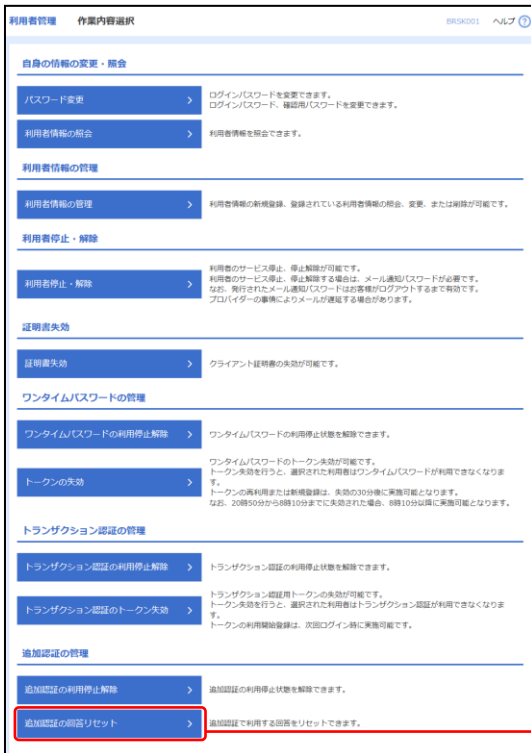 利用者管理 作業内容選択 BRSK001 ヘルプ ?
自身の情報の変更・照会
パスワード変更
ログインパスワードを変更できます。
ログインパスワード、確認用パスワードを変更できます。
利用者情報の照会
利用者情報を照会できます。
利用者情報の管理
利用者情報の管理
利用者情報の新規登録、登録されている利用者情報の照会、変更、または削除が可能です。
利用者停止・解除
利用者停止・解除
利用者のサービス停止、停止解除が可能です。
利用者のサービス停止、停止解除する場合は、メール通知パスワードが必要です。
なお、発行されたメール通知パスワードはお客様がログアウトするまで有効です。
プロバイダーの事情によりメールが遅延する場合があります。
証明書失効
証明書失効
クライアント証明書の失効が可能です。
ワンタイムパスワードの管理
ワンタイムパスワードの利用停止解除
ワンタイムパスワードの利用停止状態を解除できます。
トークンの失効
ワンタイムパスワードのトークン失効が可能です。
トークン失効を行うと、選択された利用者はワンタイムパスワードが利用できなくなりま
す。
トークンの再利用または新規登録は、失効の30分後に実施可能となります。
なお、20時50分から8時10分までに失効された場合、8時10分以降に実施可能となります。
トランザクション認証の管理
トランザクション認証の利用停止解除
トランザクション認証の利用停止状態を解除できます。
トランザクション認証のトークン失効
トランザクション認証用トークンの失効が可能です。
トークン失効を行うと、選択された利用者はトランザクション認証が利用できなくなりま
す。
トークンの利用開始登録は、次回ログイン時に実施可能です。
追加認証の管理
追加認証の利用停止解除
追加認証の利用停止状態を解除できます。
追加認証の回答リセット
追加認証で利用する回答をリセットできます。